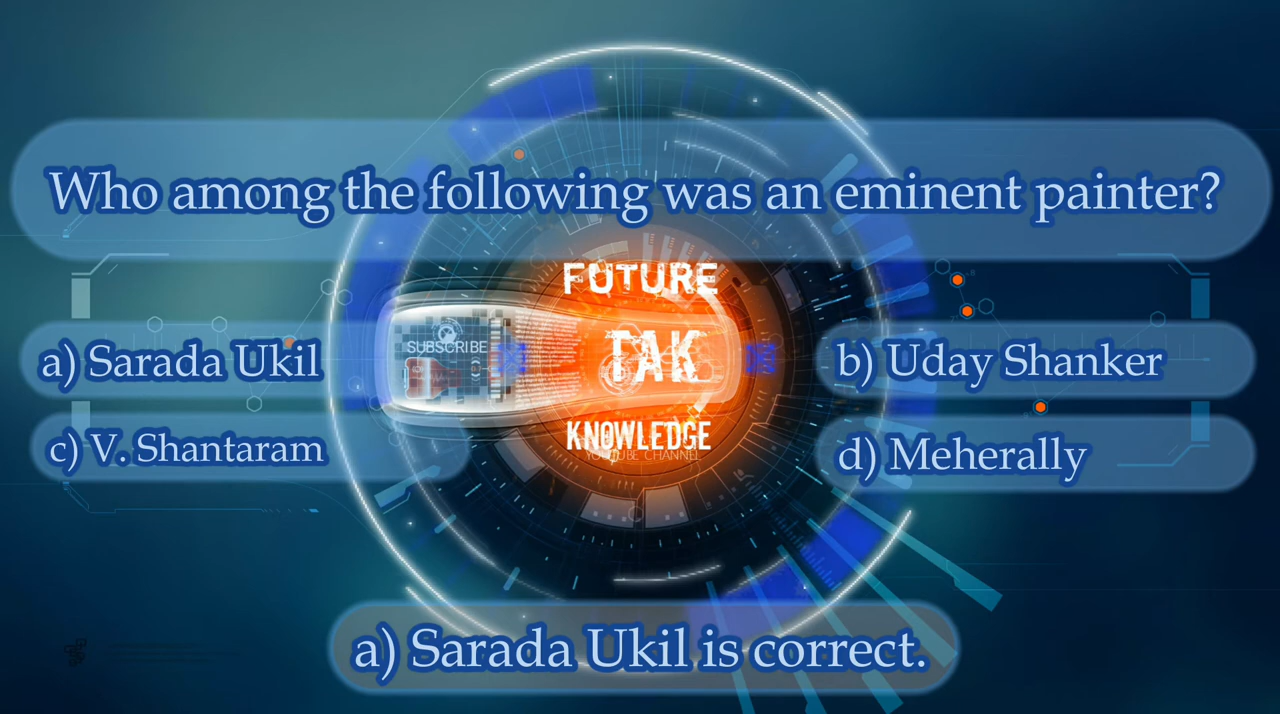 Who among the following was an eminent painter?
FUTURE
SUBSCRIBE
TAK
a) Sarada Ukil
b) Uday Shanker
c) V. Shantaram
KNOWLEDGE
YOUTUBE CHANNEL
d) Meherally
a) Sarada Ukil is correct.